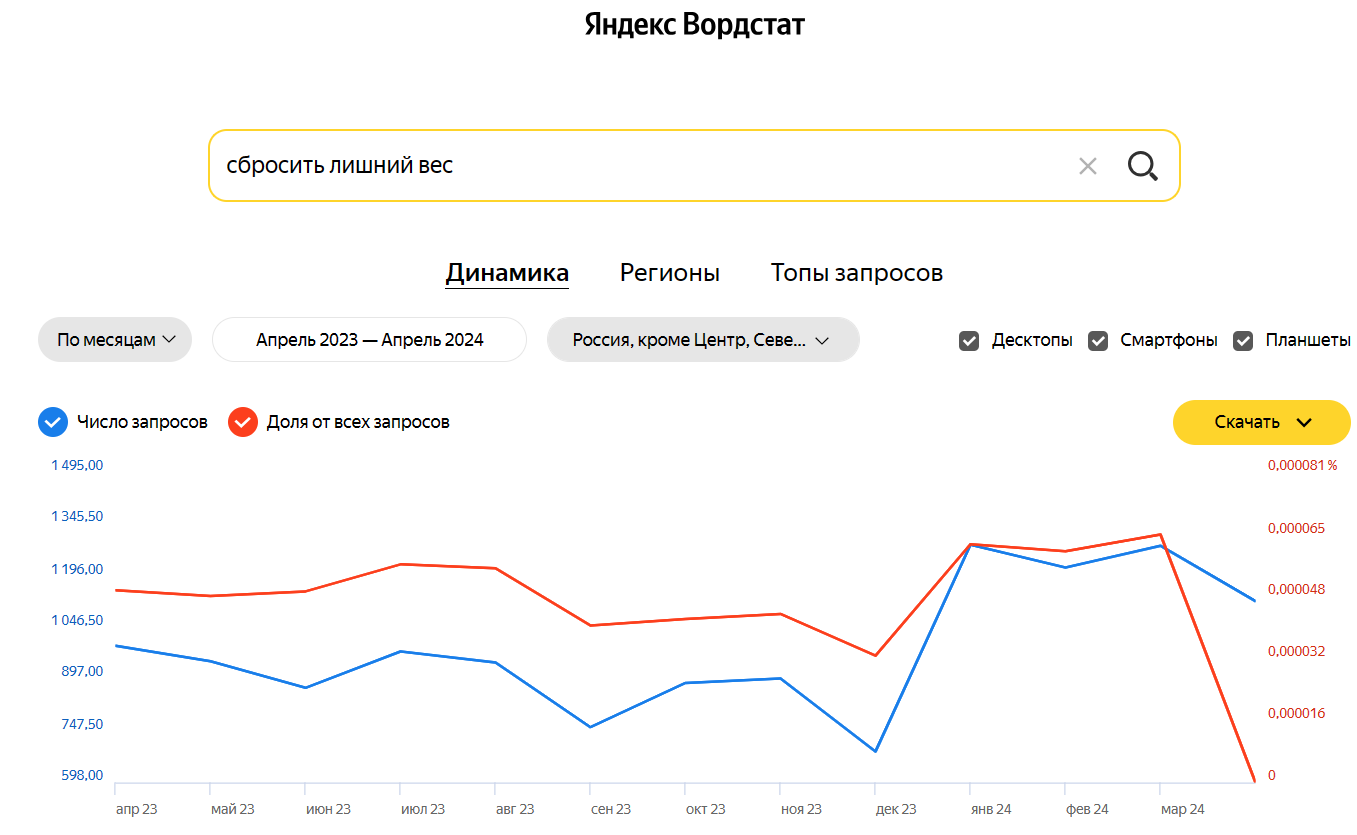 Яндекс Вордстат
сбросить лишний вес
Динамика Регионы Топы запросов
По месяцам Апрель 2023 — Апрель 2024 Россия, кроме Центр, Севе... Десктопы Смартфоны Планшеты
Число запросов Доля от всех запросов Скачать
1 495,00 0,000081 %
1 345,50 0,000065
1 196,00 0,000048
1 046,50 0,000032
897,00 0,000016
747,50 0
598,00
апр 23 май 23 июн 23 июл 23 авг 23 сен 23 окт 23 ноя 23 дек 23 янв 24 фев 24 мар 24